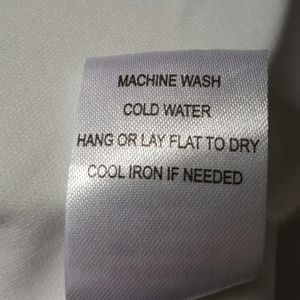 MACHINE WASH
COLD WATER
HANG OR LAY FLAT TO DRY
COOL IRON IF NEEDED